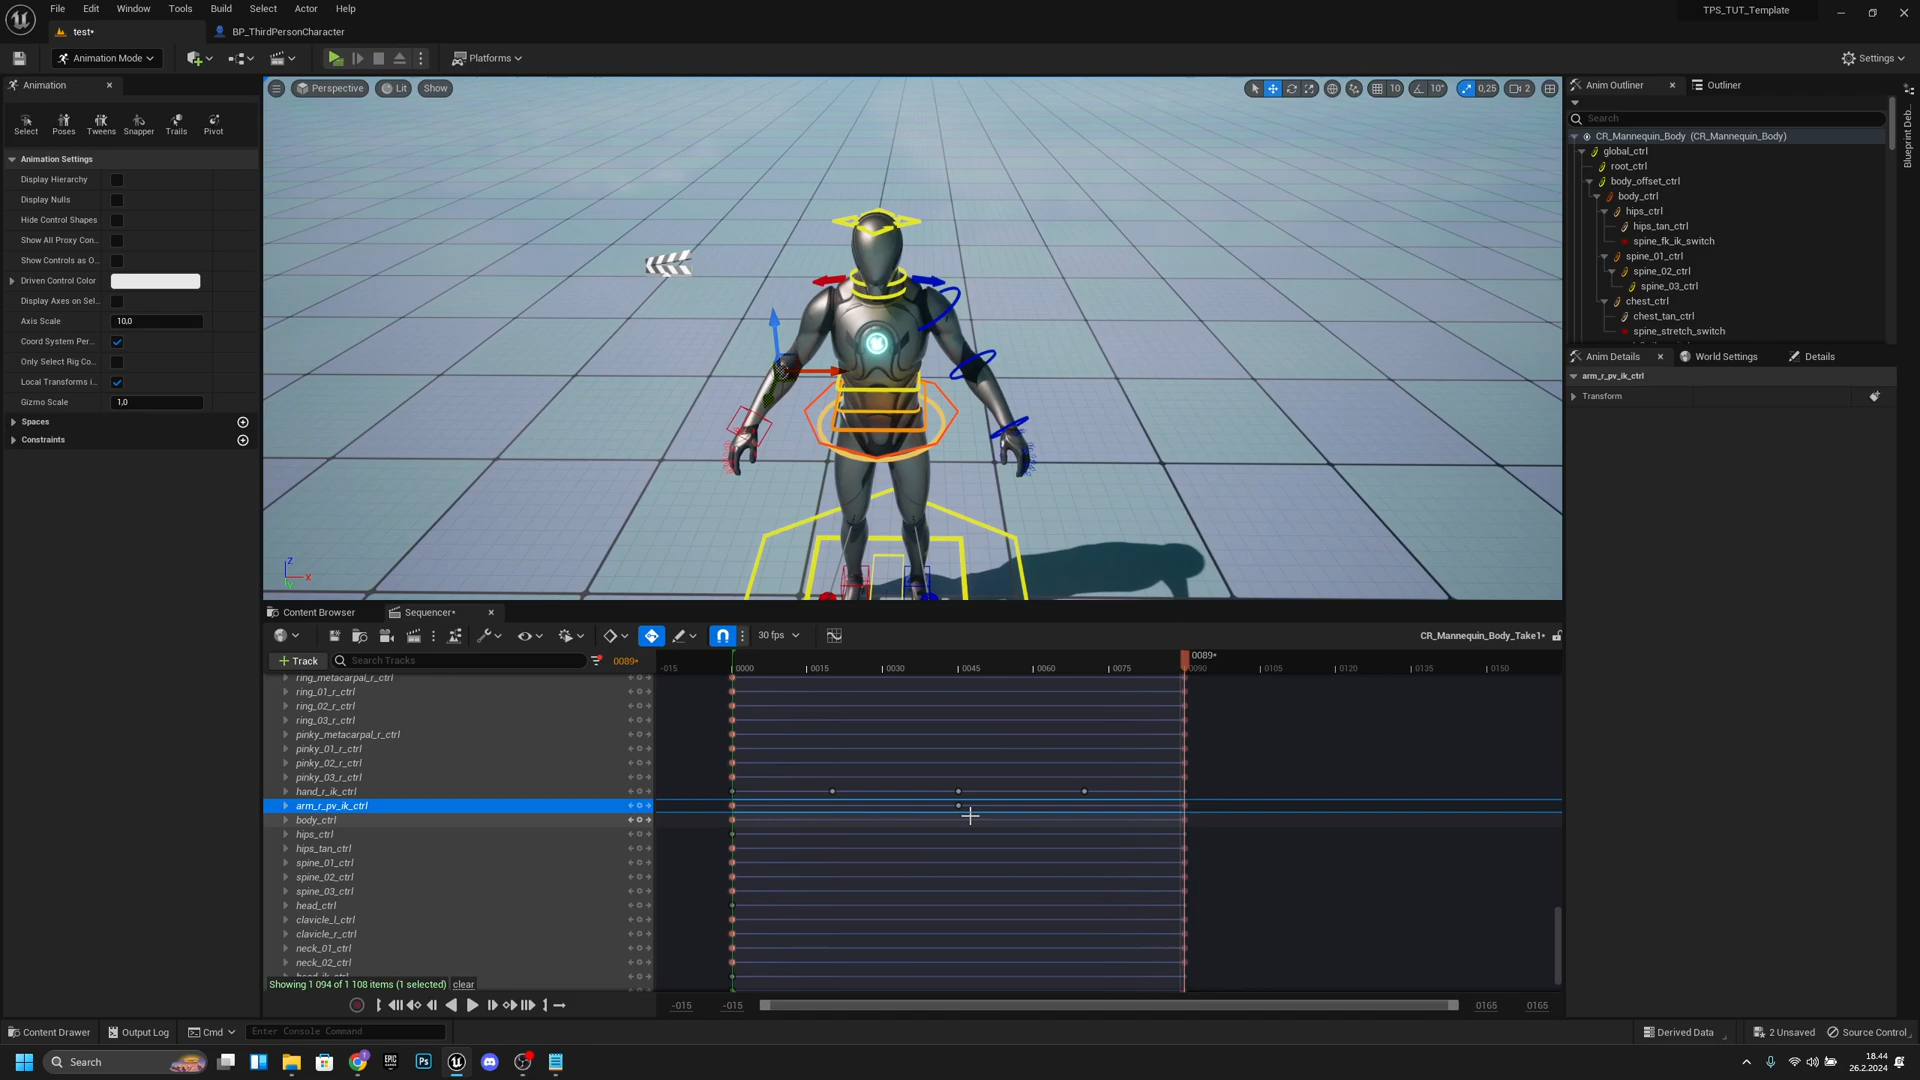 File Edit Window Tools Build Select Actor Help
TPS_TUT_Template
test•
BP_ThirdPersonCharacter
Animation Mode
Platforms
Settings
Animation
Select Poses Tweens Snapper Trails Pivot
Animation Settings
Display Hierarchy
Display Nulls
Hide Control Shapes
Show All Proxy Con...
Show Controls as O...
Driven Control Color
Display Axes on Sel...
Axis Scale 10,0
Coord System Per...
Only Select Rig Co...
Local Transforms i...
Gizmo Scale 1,0
Spaces
Constraints
Perspective Lit Show
10 10° 0,25 2
Z X
Anim Outliner
Outliner
Search
CR_Mannequin_Body (CR_Mannequin_Body)
global_ctrl
root_ctrl
body_offset_ctrl
body_ctrl
hips_ctrl
hips_tan_ctrl
spine_fk_ik_switch
spine_01_ctrl
spine_02_ctrl
spine_03_ctrl
chest_ctrl
chest_tan_ctrl
spine_stretch_switch
Blueprint Deb...
Anim Details World Settings Details
arm_r_pv_ik_ctrl
Transform
Content Browser
Sequencer*
30 fps
CR_Mannequin_Body_Take1*
+ Track
Search Tracks
0089*
0089*
-015 0000 0015 0030 0045 0060 0075 0090 0105 0120 0135 0150
ring_metacarpal_r_ctrl
ring_01_r_ctrl
ring_02_r_ctrl
ring_03_r_ctrl
pinky_metacarpal_r_ctrl
pinky_01_r_ctrl
pinky_02_r_ctrl
pinky_03_r_ctrl
hand_r_ik_ctrl
arm_r_pv_ik_ctrl
body_ctrl
hips_ctrl
hips_tan_ctrl
spine_01_ctrl
spine_02_ctrl
spine_03_ctrl
head_ctrl
clavicle_l_ctrl
clavicle_r_ctrl
neck_01_ctrl
neck_02_ctrl
head_ik_ctrl
Showing 1 094 of 1 108 items (1 selected) clear
-015 -015 0165 0165
Content Drawer
Output Log
Cmd
Enter Console Command
Derived Data
2 Unsaved
Source Control
Search
EPIC GAMES
Ps
18.44
26.2.2024